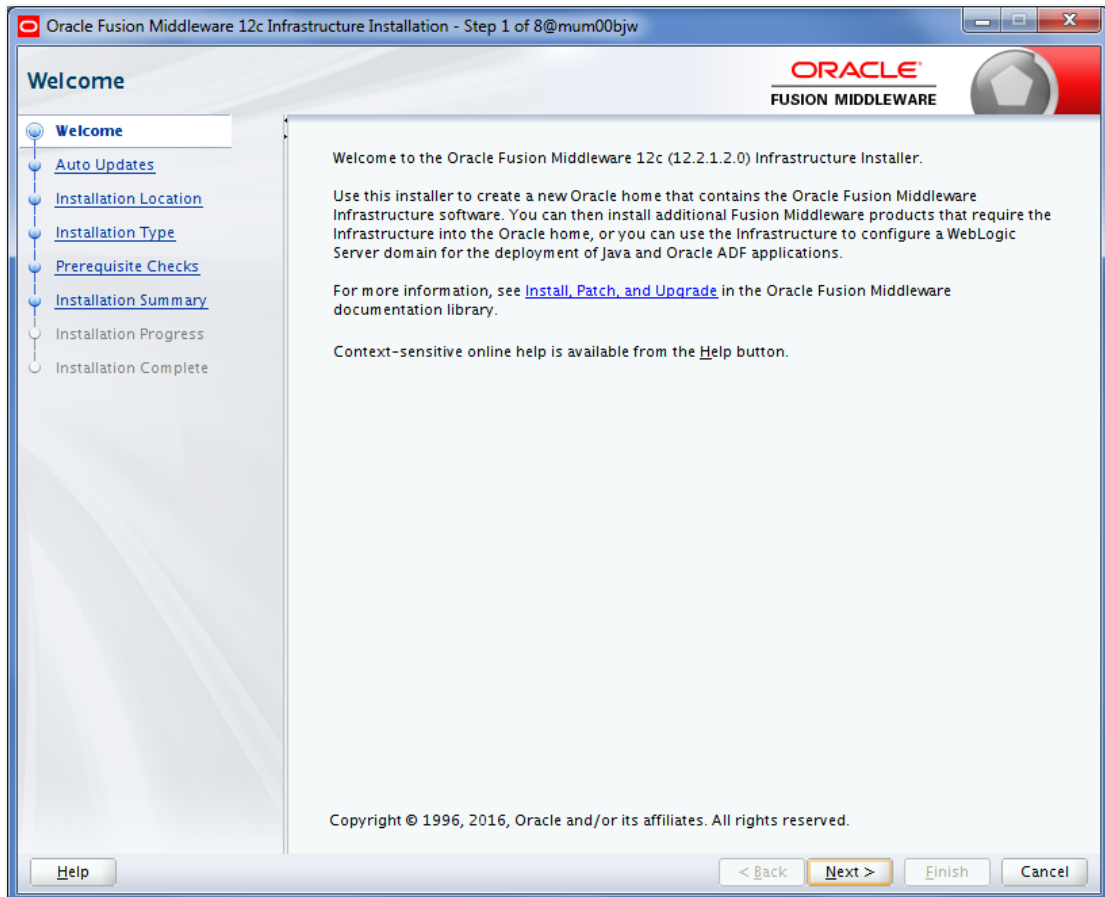 Oracle Fusion Middleware 12c Infrastructure Installation - Step 1 of 8@mum00bjw
Welcome
ORACLE
FUSION MIDDLEWARE
Welcome
Auto Updates
Installation Location
Installation Type
Prerequisite Checks
Installation Summary
Installation Progress
Installation Complete
Welcome to the Oracle Fusion Middleware 12c (12.2.1.2.0) Infrastructure Installer.
Use this installer to create a new Oracle home that contains the Oracle Fusion Middleware
Infrastructure software. You can then install additional Fusion Middleware products that require the
Infrastructure into the Oracle home, or you can use the Infrastructure to configure a WebLogic
Server domain for the deployment of Java and Oracle ADF applications.
For more information, see Install, Patch, and Upgrade in the Oracle Fusion Middleware
documentation library.
Context-sensitive online help is available from the Help button.
Copyright © 1996, 2016, Oracle and/or its affiliates. All rights reserved.
Help
< Back
Next >
Finish
Cancel